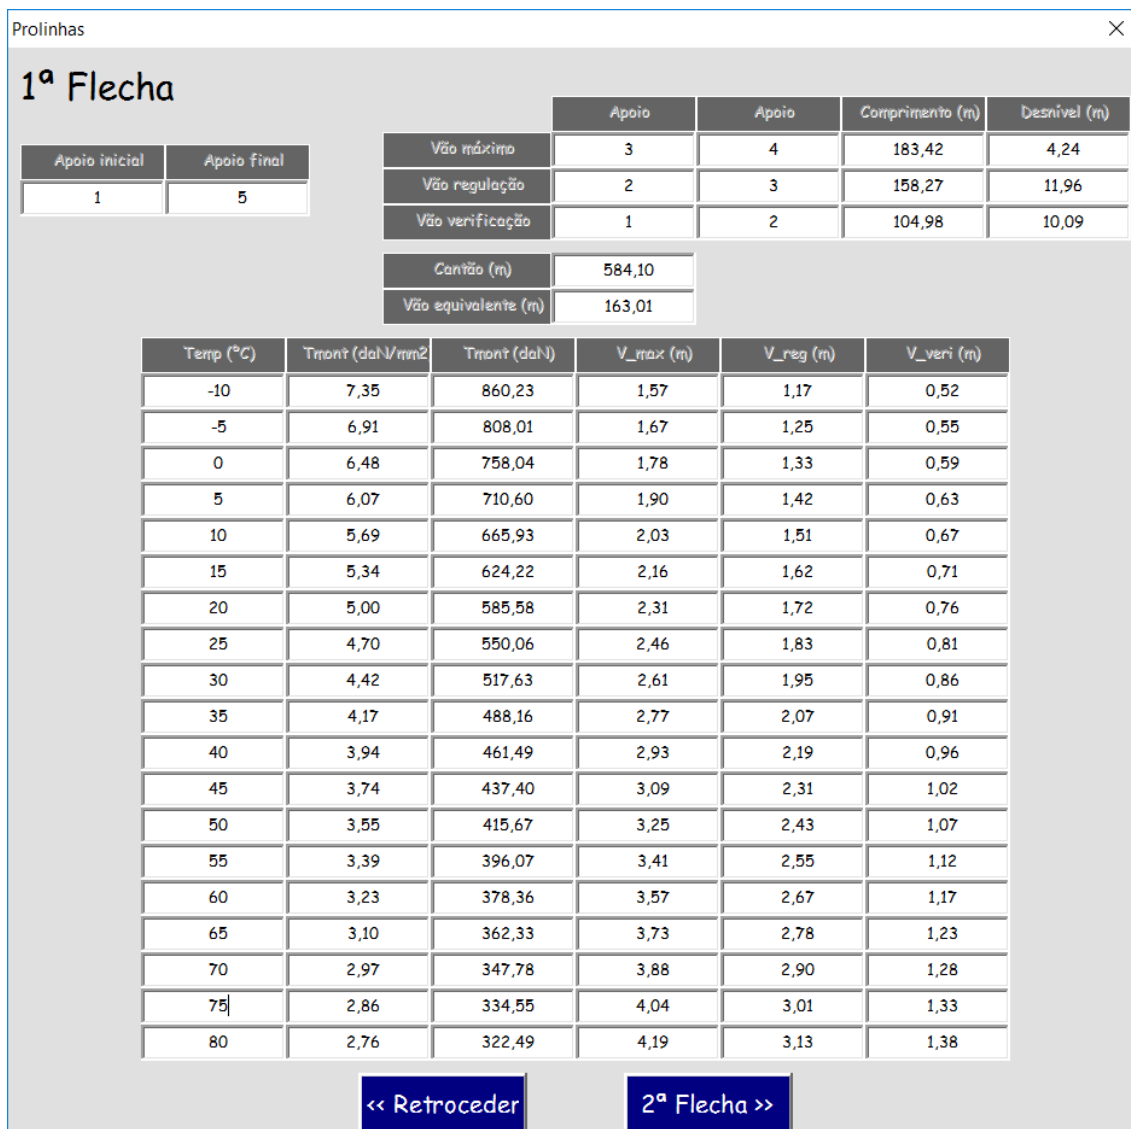 Prolinhas
1ª Flecha
Apoio Apoio Comprimento (m) Desnível (m)
Apoio inicial Apoio final
1 5
Vão máximo 3 4 183,42 4,24
Vão regulação 2 3 158,27 11,96
Vão verificação 1 2 104,98 10,09
Cantão (m) 584,10
Vão equivalente (m) 163,01
Temp (ºC) Tmont (daN/mm2 Tmont (daN) V_max (m) V_reg (m) V_veri (m)
-10 7,35 860,23 1,57 1,17 0,52
-5 6,91 808,01 1,67 1,25 0,55
0 6,48 758,04 1,78 1,33 0,59
5 6,07 710,60 1,90 1,42 0,63
10 5,69 665,93 2,03 1,51 0,67
15 5,34 624,22 2,16 1,62 0,71
20 5,00 585,58 2,31 1,72 0,76
25 4,70 550,06 2,46 1,83 0,81
30 4,42 517,63 2,61 1,95 0,86
35 4,17 488,16 2,77 2,07 0,91
40 3,94 461,49 2,93 2,19 0,96
45 3,74 437,40 3,09 2,31 1,02
50 3,55 415,67 3,25 2,43 1,07
55 3,39 396,07 3,41 2,55 1,12
60 3,23 378,36 3,57 2,67 1,17
65 3,10 362,33 3,73 2,78 1,23
70 2,97 347,78 3,88 2,90 1,28
75 2,86 334,55 4,04 3,01 1,33
80 2,76 322,49 4,19 3,13 1,38
<< Retroceder 2ª Flecha >>